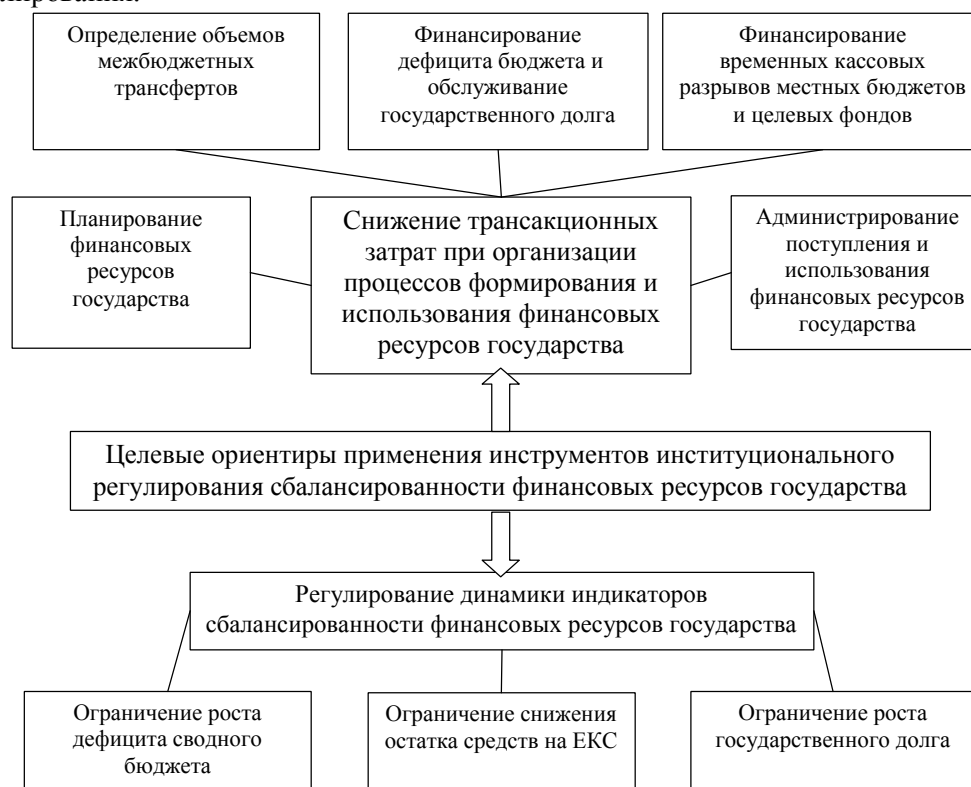 лирования.
Определение объемов
межбюджетных
трансфертов
Финансирование
дефицита бюджета и
обслуживание
государственного долга
Финансирование
временных кассовых
разрывов местных бюджетов
и целевых фондов
Планирование
финансовых
ресурсов
государства
Снижение трансакционных
затрат при организации
процессов формирования и
использования финансовых
ресурсов государства
Администрирование
поступления и
использования
финансовых ресурсов
государства
Целевые ориентиры применения инструментов институционального
регулирования сбалансированности финансовых ресурсов государства
Регулирование динамики индикаторов
сбалансированности финансовых ресурсов государства
Ограничение роста
дефицита сводного
бюджета
Ограничение снижения
остатка средств на ЕКС
Ограничение роста
государственного долга